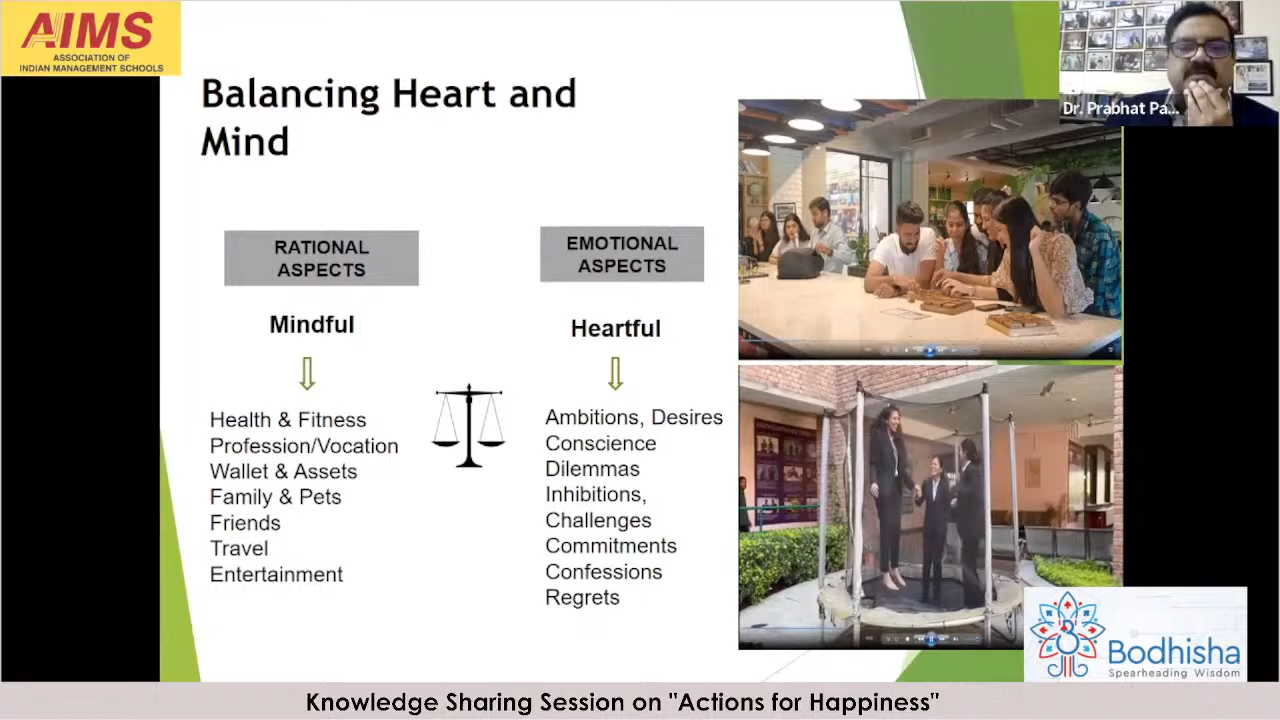 AIMS
ASSOCIATION OF
INDIAN MANAGEMENT SCHOOLS
Dr. Prabhat Pa...
Balancing Heart and
Mind
RATIONAL
ASPECTS
Mindful
Health & Fitness
Profession/Vocation
Wallet & Assets
Family & Pets
Friends
Travel
Entertainment
EMOTIONAL
ASPECTS
Heartful
Ambitions, Desires
Conscience
Dilemmas
Inhibitions,
Challenges
Commitments
Confessions
Regrets
Bodhisha
Spearheading Wisdom
Knowledge Sharing Session on "Actions for Happiness"